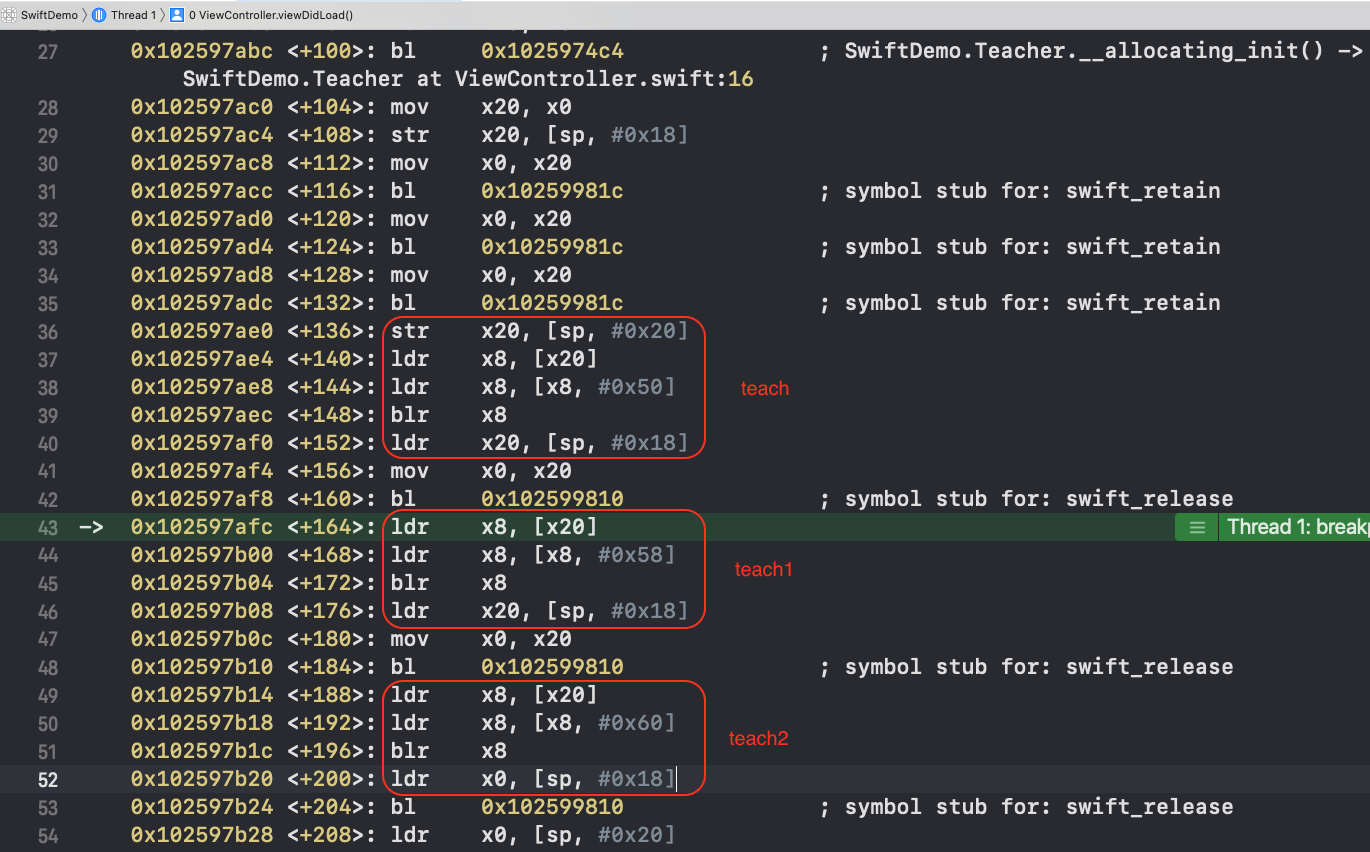 SwiftDemo 〉 Thread 1 〉 0 ViewController.viewDidLoad()
27 0x102597abc <+100>: bl 0x1025974c4 ; SwiftDemo.Teacher.__allocating_init() ->
SwiftDemo.Teacher at ViewController.swift:16
28 0x102597ac0 <+104>: mov x20, x0
29 0x102597ac4 <+108>: str x20, [sp, #0x18]
30 0x102597ac8 <+112>: mov x0, x20
31 0x102597acc <+116>: bl 0x10259981c ; symbol stub for: swift_retain
32 0x102597ad0 <+120>: mov x0, x20
33 0x102597ad4 <+124>: bl 0x10259981c ; symbol stub for: swift_retain
34 0x102597ad8 <+128>: mov x0, x20
35 0x102597adc <+132>: bl 0x10259981c ; symbol stub for: swift_retain
36 0x102597ae0 <+136>: str x20, [sp, #0x20]
37 0x102597ae4 <+140>: ldr x8, [x20]
38 0x102597ae8 <+144>: ldr x8, [x8, #0x50] teach
39 0x102597aec <+148>: blr x8
40 0x102597af0 <+152>: ldr x20, [sp, #0x18]
41 0x102597af4 <+156>: mov x0, x20
42 0x102597af8 <+160>: bl 0x102599810 ; symbol stub for: swift_release
43 -> 0x102597afc <+164>: ldr x8, [x20] Thread 1: breakp
44 0x102597b00 <+168>: ldr x8, [x8, #0x58] teach1
45 0x102597b04 <+172>: blr x8
46 0x102597b08 <+176>: ldr x20, [sp, #0x18]
47 0x102597b0c <+180>: mov x0, x20
48 0x102597b10 <+184>: bl 0x102599810 ; symbol stub for: swift_release
49 0x102597b14 <+188>: ldr x8, [x20]
50 0x102597b18 <+192>: ldr x8, [x8, #0x60] teach2
51 0x102597b1c <+196>: blr x8
52 0x102597b20 <+200>: ldr x0, [sp, #0x18]
53 0x102597b24 <+204>: bl 0x102599810 ; symbol stub for: swift_release
54 0x102597b28 <+208>: ldr x0, [sp, #0x20]